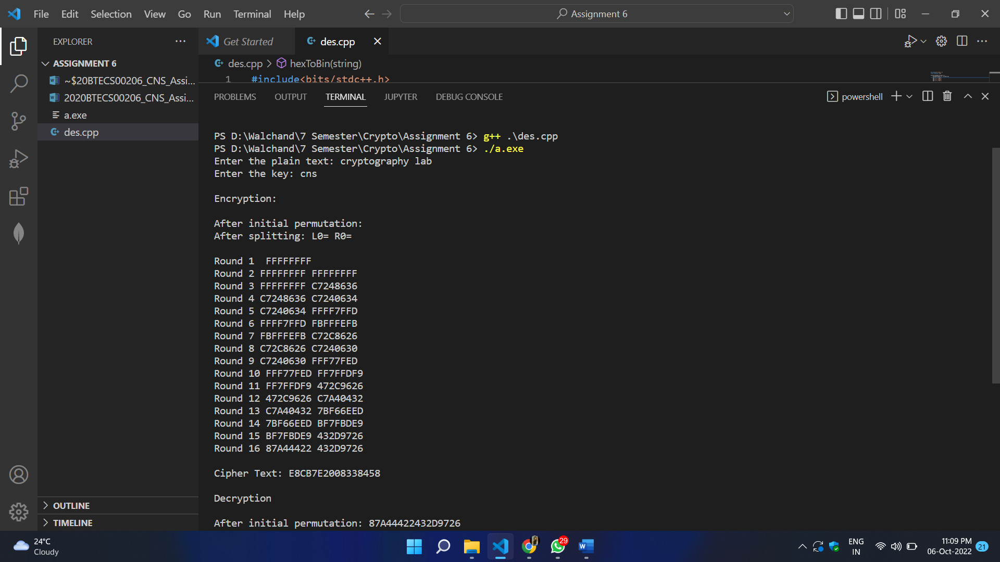 File Edit Selection View Go Run Terminal Help
Assignment 6
EXPLORER
ASSIGNMENT 6
~$20BTECS00206_CNS_Assi...
2020BTECS00206_CNS_Assi...
a.exe
des.cpp
OUTLINE
TIMELINE
Get Started
des.cpp
des.cpp > hexToBin(string)
1 #include<bits/stdc++.h>
PROBLEMS OUTPUT TERMINAL JUPYTER DEBUG CONSOLE
powershell
PS D:\Walchand\7 Semester\Crypto\Assignment 6> g++ .\des.cpp
PS D:\Walchand\7 Semester\Crypto\Assignment 6> ./a.exe
Enter the plain text: cryptography lab
Enter the key: cns
Encryption:
After initial permutation:
After splitting: L0= R0=
Round 1  FFFFFFFF
Round 2 FFFFFFFF FFFFFFFF
Round 3 FFFFFFFF C7248636
Round 4 C7248636 C7240634
Round 5 C7240634 FFFF7FFD
Round 6 FFFF7FFD FBFFFEFB
Round 7 FBFFFEFB C72C8626
Round 8 C72C8626 C7240630
Round 9 C7240630 FFF77FED
Round 10 FFF77FED FF7FFDF9
Round 11 FF7FFDF9 472C9626
Round 12 472C9626 C7A40432
Round 13 C7A40432 7BF66EED
Round 14 7BF66EED BF7FBDE9
Round 15 BF7FBDE9 432D9726
Round 16 87A44422 432D9726
Cipher Text: E8CB7E2008338458
Decryption
After initial permutation: 87A44422432D9726
24°C
Cloudy
29
W
ENG
IN
11:09 PM
06-Oct-2022
21